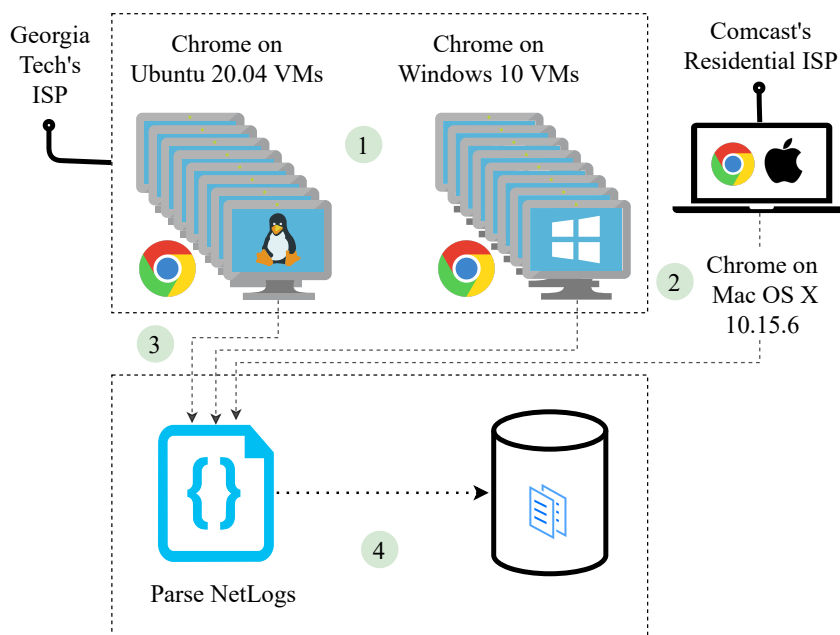 Georgia
Tech's
ISP
Chrome on
Ubuntu 20.04 VMs
Chrome on
Windows 10 VMs
Comcast's
Residential ISP
1
2
Chrome on
Mac OS X
10.15.6
3
{}
4
Parse NetLogs